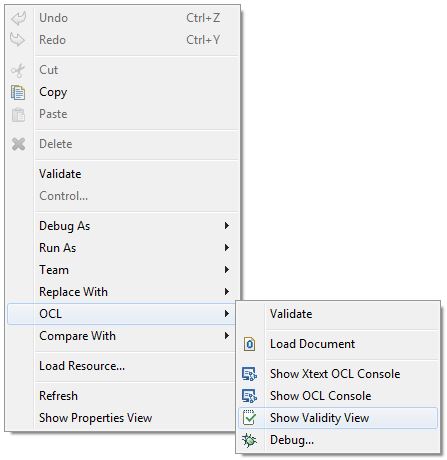 Undo Ctrl+Z
Redo Ctrl+Y
Cut
Copy
Paste
Delete
Validate
Control...
Debug As
Run As
Team
Replace With
OCL
Compare With
Load Resource...
Refresh
Show Properties View
Validate
Load Document
Show Xtext OCL Console
Show OCL Console
Show Validity View
Debug...